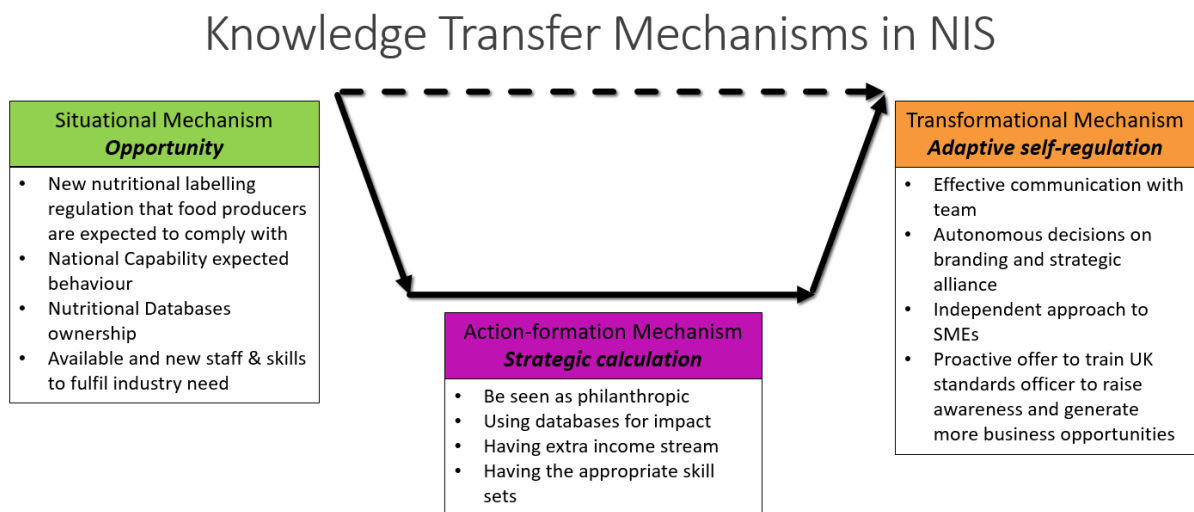 Knowledge Transfer Mechanisms in NIS
Situational Mechanism
Opportunity
• New nutritional labelling
regulation that food producers
are expected to comply with
• National Capability expected
behaviour
• Nutritional Databases
ownership
• Available and new staff & skills
to fulfil industry need
Action-formation Mechanism
Strategic calculation
• Be seen as philanthropic
• Using databases for impact
• Having extra income stream
• Having the appropriate skill
sets
Transformational Mechanism
Adaptive self-regulation
• Effective communication with
team
• Autonomous decisions on
branding and strategic
alliance
• Independent approach to
SMEs
• Proactive offer to train UK
standards officer to raise
awareness and generate
more business opportunities